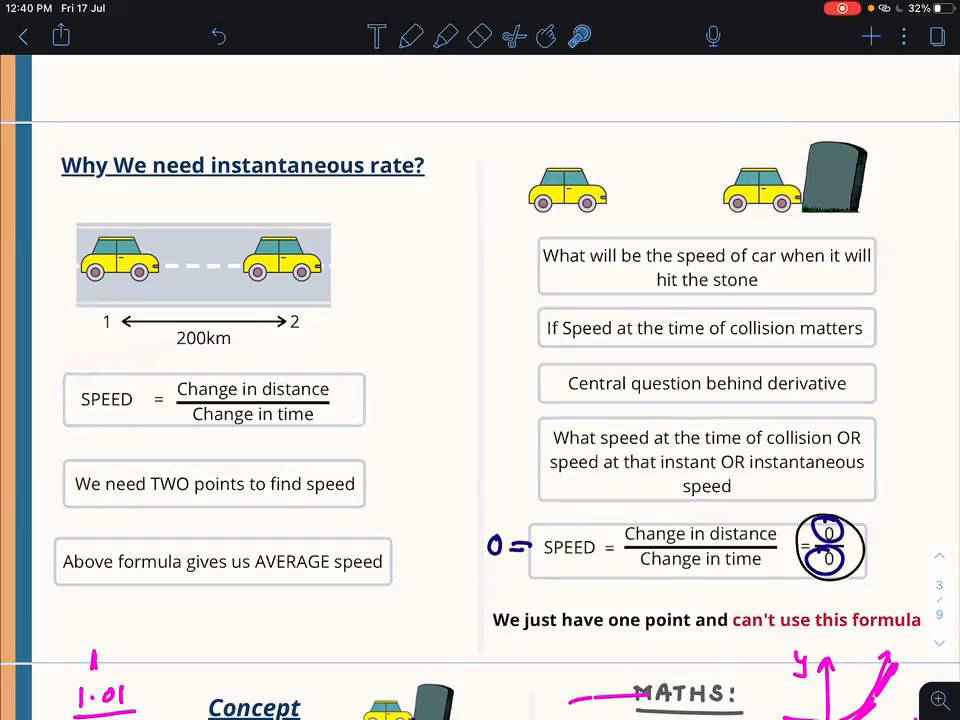 12:40 PM Fri 17 Jul
32%
Why We need instantaneous rate?
1
2
200km
SPEED = Change in distance
Change in time
We need TWO points to find speed
Above formula gives us AVERAGE speed
What will be the speed of car when it will
hit the stone
If Speed at the time of collision matters
Central question behind derivative
What speed at the time of collision OR
speed at that instant OR instantaneous
speed
0 = SPEED = Change in distance = 0
Change in time 0
We just have one point and can't use this formula
3
/
9
1.01
Concept
MATHS:
y